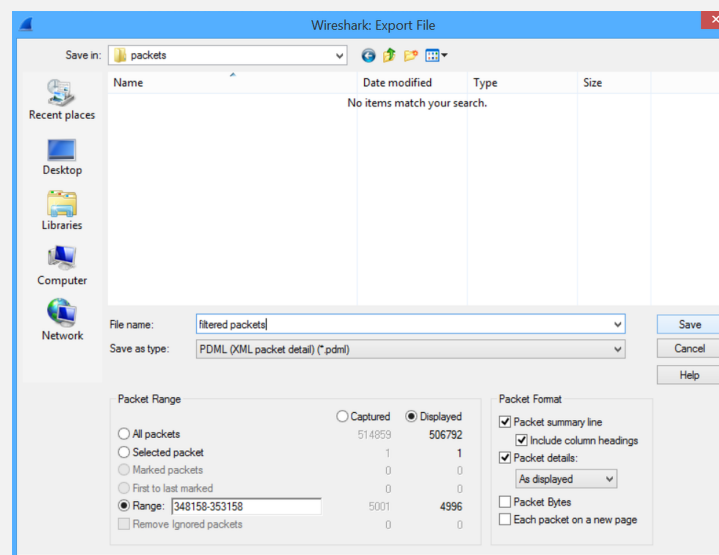 Wireshark: Export File
Save in: packets
Name Date modified Type Size
No items match your search.
Recent places
Desktop
Libraries
Computer
Network
File name: filtered packets
Save as type: PDML (XML packet detail) (*.pdml)
Save
Cancel
Help
Packet Range
Captured Displayed
All packets 514859 506792
Selected packet 1 1
Marked packets 0 0
First to last marked 0 0
Range: 348158-353158 5001 4996
Remove Ignored packets 0 0
Packet Format
Packet summary line
Include column headings
Packet details:
As displayed
Packet Bytes
Each packet on a new page